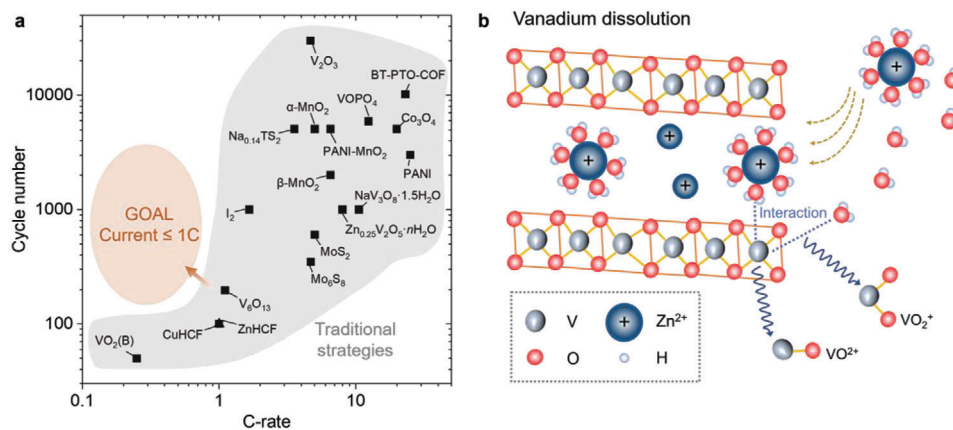 a
Cycle number
10000
1000
100
0.1
1
10
C-rate
V₂O₃
BT-PTO-COF
VOPO₄
α-MnO₂
Co₃O₄
Na₀.₁₄TS₂
PANI-MnO₂
PANI
β-MnO₂
NaV₃O₈·1.5H₂O
I₂
Zn₀.₂₅V₂O₅·nH₂O
MoS₂
Mo₆S₈
V₆O₁₃
CuHCF
ZnHCF
VO₂(B)
GOAL
Current ≤ 1C
Traditional
strategies
b
Vanadium dissolution
+
+
+
+
+
Interaction
V
+
Zn²⁺
O
H
VO₂⁺
VO²⁺